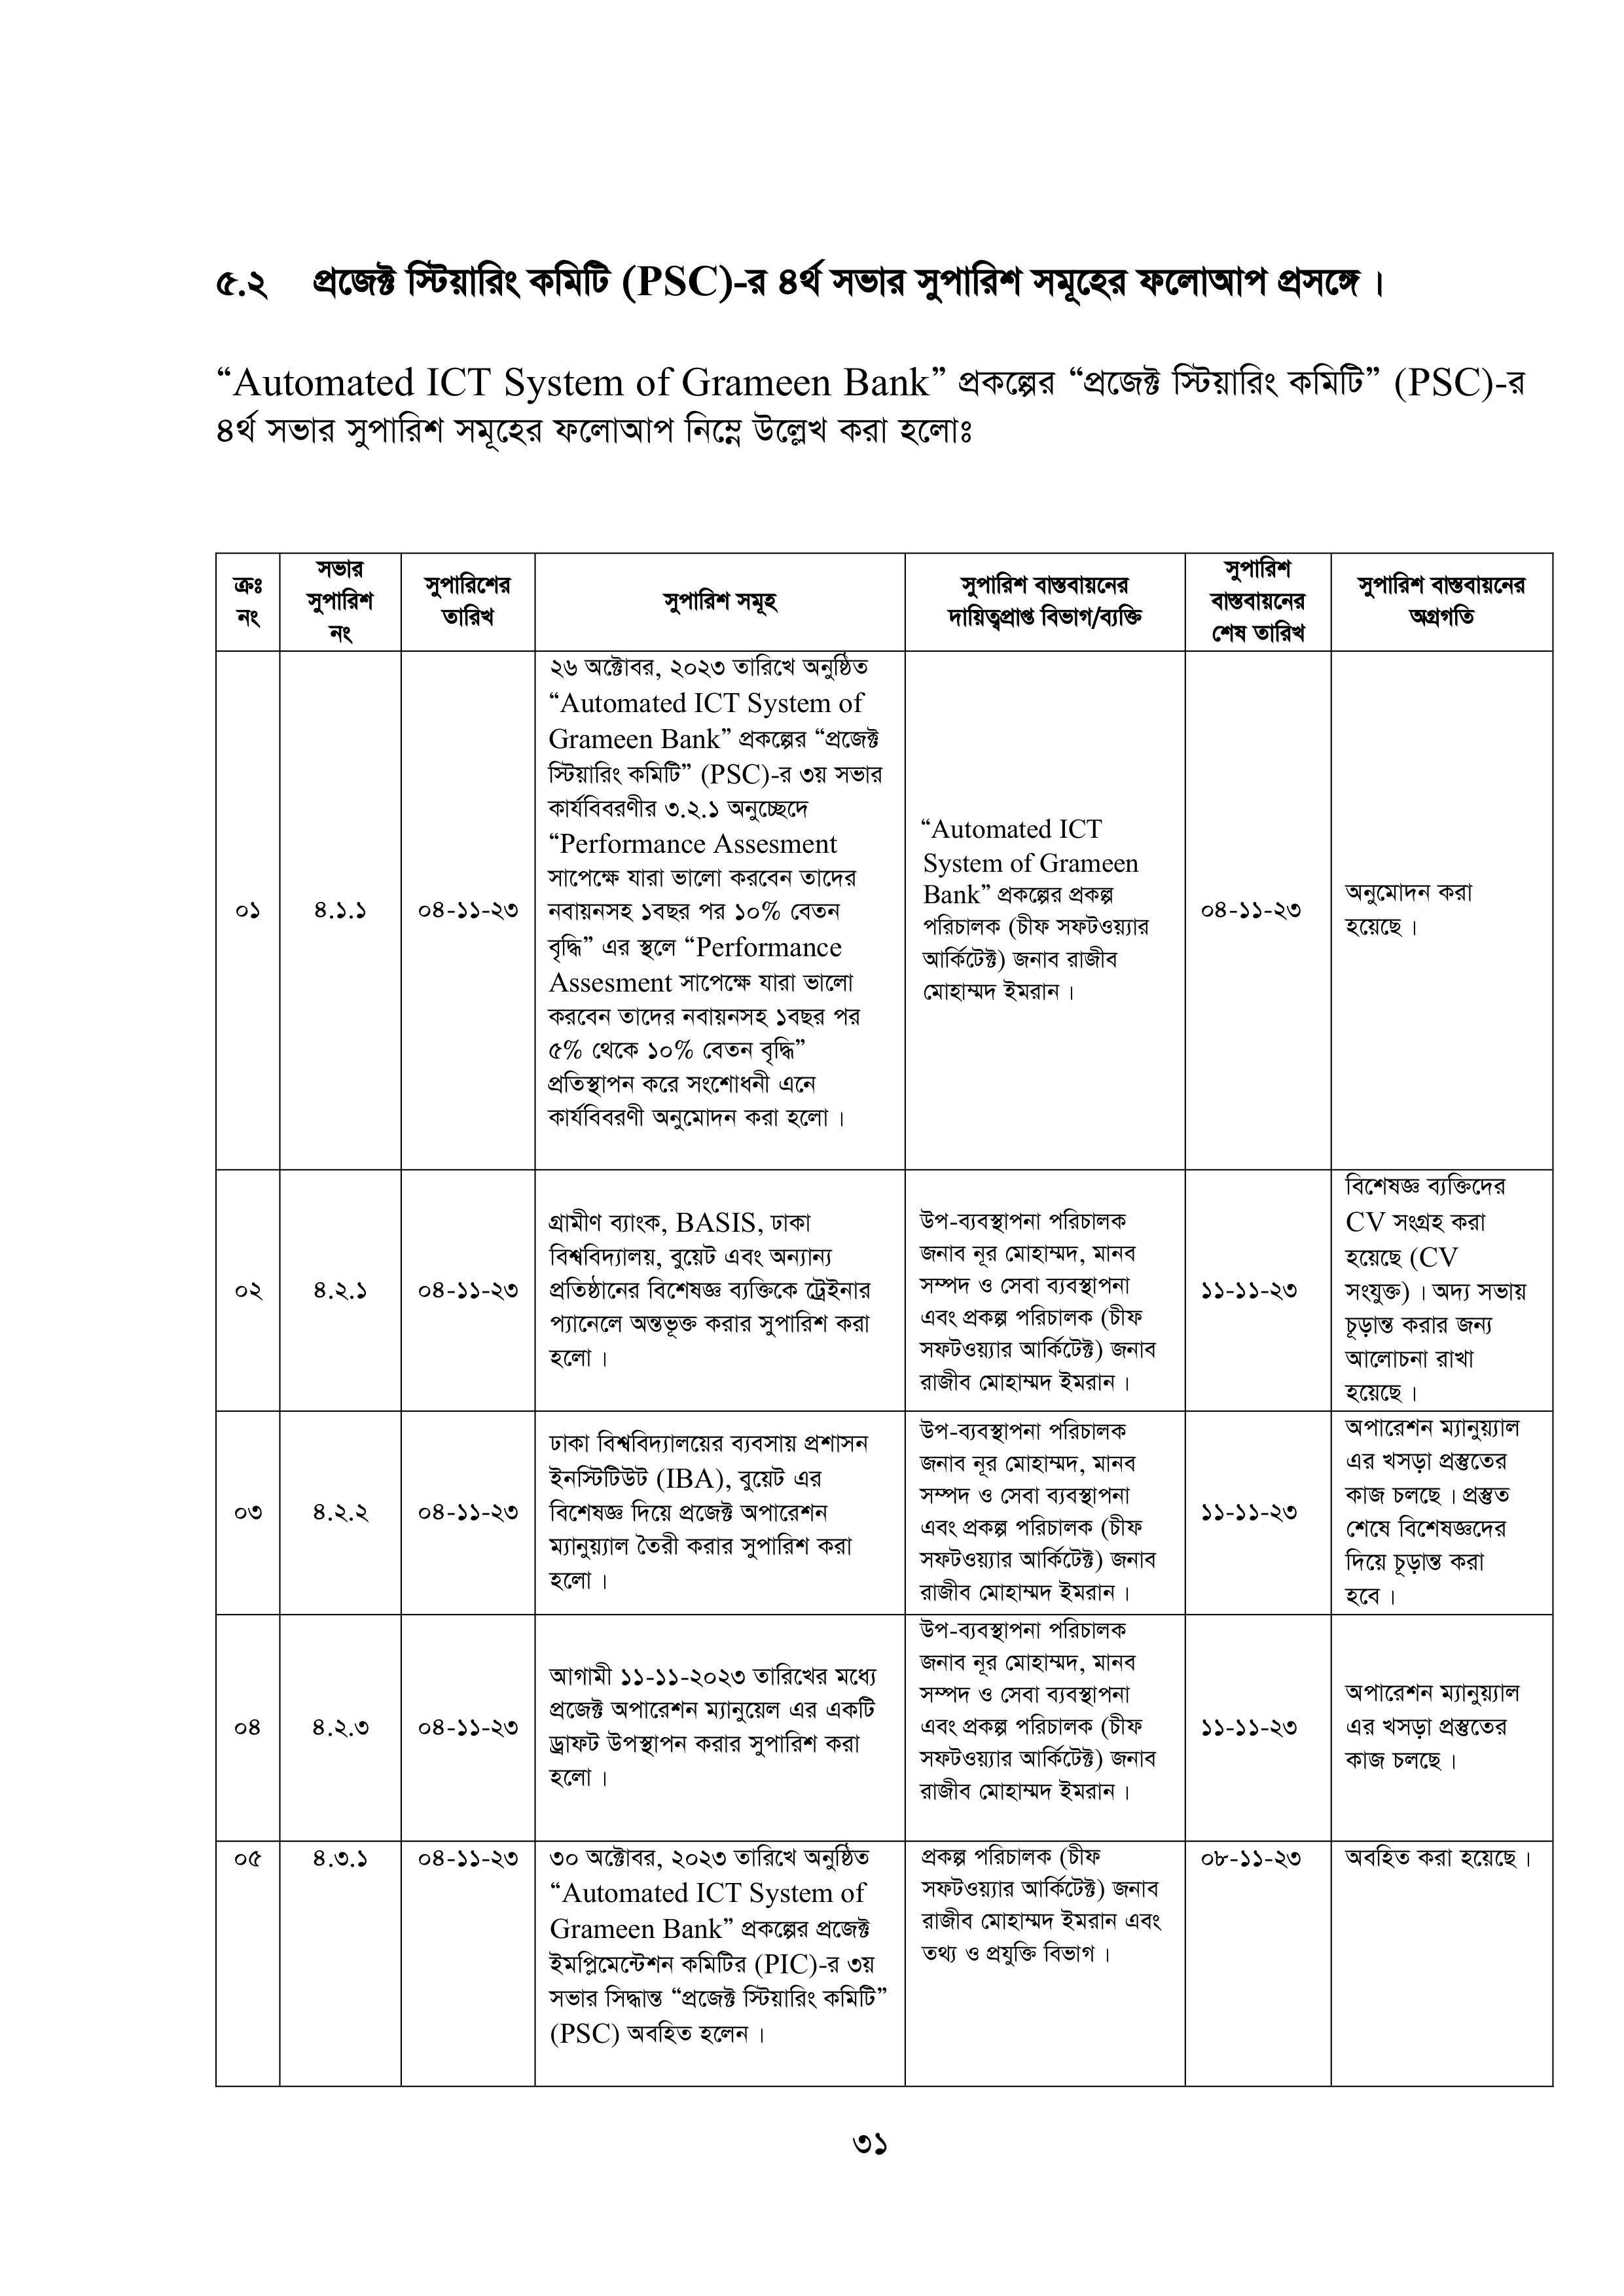 ৫.২ প্রজেক্ট স্টিয়ারিং কমিটি (PSC)-র ৪র্থ সভার সুপারিশ সমূহের ফলোআপ প্রসঙ্গে।
“Automated ICT System of Grameen Bank” প্রকল্পের “প্রজেক্ট স্টিয়ারিং কমিটি” (PSC)-র
৪র্থ সভার সুপারিশ সমূহের ফলোআপ নিম্নে উল্লেখ করা হলোঃ
ক্রঃ
নং
সভার
সুপারিশ
নং
সুপারিশের
তারিখ
সুপারিশ সমূহ
সুপারিশ বাস্তবায়নের
দায়িত্বপ্রাপ্ত বিভাগ/ব্যক্তি
সুপারিশ
বাস্তবায়নের
শেষ তারিখ
সুপারিশ বাস্তবায়নের
অগ্রগতি
০১
৪.১.১
০৪-১১-২৩
২৬ অক্টোবর, ২০২৩ তারিখে অনুষ্ঠিত
“Automated ICT System of
Grameen Bank” প্রকল্পের “প্রজেক্ট
স্টিয়ারিং কমিটি” (PSC)-র ৩য় সভার
কার্যবিবরণীর ৩.২.১ অনুচ্ছেদে
“Performance Assesment
সাপেক্ষে যারা ভালো করবেন তাদের
নবায়নসহ ১বছর পর ১০% বেতন
বৃদ্ধি” এর স্থলে “Performance
Assesment সাপেক্ষে যারা ভালো
করবেন তাদের নবায়নসহ ১বছর পর
৫% থেকে ১০% বেতন বৃদ্ধি”
প্রতিস্থাপন করে সংশোধনী এনে
কার্যবিবরণী অনুমোদন করা হলো।
“Automated ICT
System of Grameen
Bank” প্রকল্পের প্রকল্প
পরিচালক (চীফ সফটওয়্যার
আর্কিটেক্ট) জনাব রাজীব
মোহাম্মদ ইমরান।
০৪-১১-২৩
অনুমোদন করা
হয়েছে।
০২
৪.২.১
০৪-১১-২৩
গ্রামীণ ব্যাংক, BASIS, ঢাকা
বিশ্ববিদ্যালয়, বুয়েট এবং অন্যান্য
প্রতিষ্ঠানের বিশেষজ্ঞ ব্যক্তিকে ট্রেইনার
প্যানেলে অন্তভূক্ত করার সুপারিশ করা
হলো।
উপ-ব্যবস্থাপনা পরিচালক
জনাব নূর মোহাম্মদ, মানব
সম্পদ ও সেবা ব্যবস্থাপনা
এবং প্রকল্প পরিচালক (চীফ
সফটওয়্যার আর্কিটেক্ট) জনাব
রাজীব মোহাম্মদ ইমরান।
১১-১১-২৩
বিশেষজ্ঞ ব্যক্তিদের
CV সংগ্রহ করা
হয়েছে (CV
সংযুক্ত)। অদ্য সভায়
চূড়ান্ত করার জন্য
আলোচনা রাখা
হয়েছে।
০৩
৪.২.২
০৪-১১-২৩
ঢাকা বিশ্ববিদ্যালয়ের ব্যবসায় প্রশাসন
ইনস্টিটিউট (IBA), বুয়েট এর
বিশেষজ্ঞ দিয়ে প্রজেক্ট অপারেশন
ম্যানুয়্যাল তৈরী করার সুপারিশ করা
হলো।
উপ-ব্যবস্থাপনা পরিচালক
জনাব নূর মোহাম্মদ, মানব
সম্পদ ও সেবা ব্যবস্থাপনা
এবং প্রকল্প পরিচালক (চীফ
সফটওয়্যার আর্কিটেক্ট) জনাব
রাজীব মোহাম্মদ ইমরান।
১১-১১-২৩
অপারেশন ম্যানুয়্যাল
এর খসড়া প্রস্তুতের
কাজ চলছে। প্রস্তুত
শেষে বিশেষজ্ঞদের
দিয়ে চূড়ান্ত করা
হবে।
০৪
৪.২.৩
০৪-১১-২৩
আগামী ১১-১১-২০২৩ তারিখের মধ্যে
প্রজেক্ট অপারেশন ম্যানুয়েল এর একটি
ড্রাফট উপস্থাপন করার সুপারিশ করা
হলো।
উপ-ব্যবস্থাপনা পরিচালক
জনাব নূর মোহাম্মদ, মানব
সম্পদ ও সেবা ব্যবস্থাপনা
এবং প্রকল্প পরিচালক (চীফ
সফটওয়্যার আর্কিটেক্ট) জনাব
রাজীব মোহাম্মদ ইমরান।
১১-১১-২৩
অপারেশন ম্যানুয়্যাল
এর খসড়া প্রস্তুতের
কাজ চলছে।
০৫
৪.৩.১
০৪-১১-২৩
৩০ অক্টোবর, ২০২৩ তারিখে অনুষ্ঠিত
“Automated ICT System of
Grameen Bank” প্রকল্পের প্রজেক্ট
ইমপ্লিমেন্টেশন কমিটির (PIC)-র ৩য়
সভার সিদ্ধান্ত “প্রজেক্ট স্টিয়ারিং কমিটি”
(PSC) অবহিত হলেন।
প্রকল্প পরিচালক (চীফ
সফটওয়্যার আর্কিটেক্ট) জনাব
রাজীব মোহাম্মদ ইমরান এবং
তথ্য ও প্রযুক্তি বিভাগ।
০৮-১১-২৩
অবহিত করা হয়েছে।
৩১